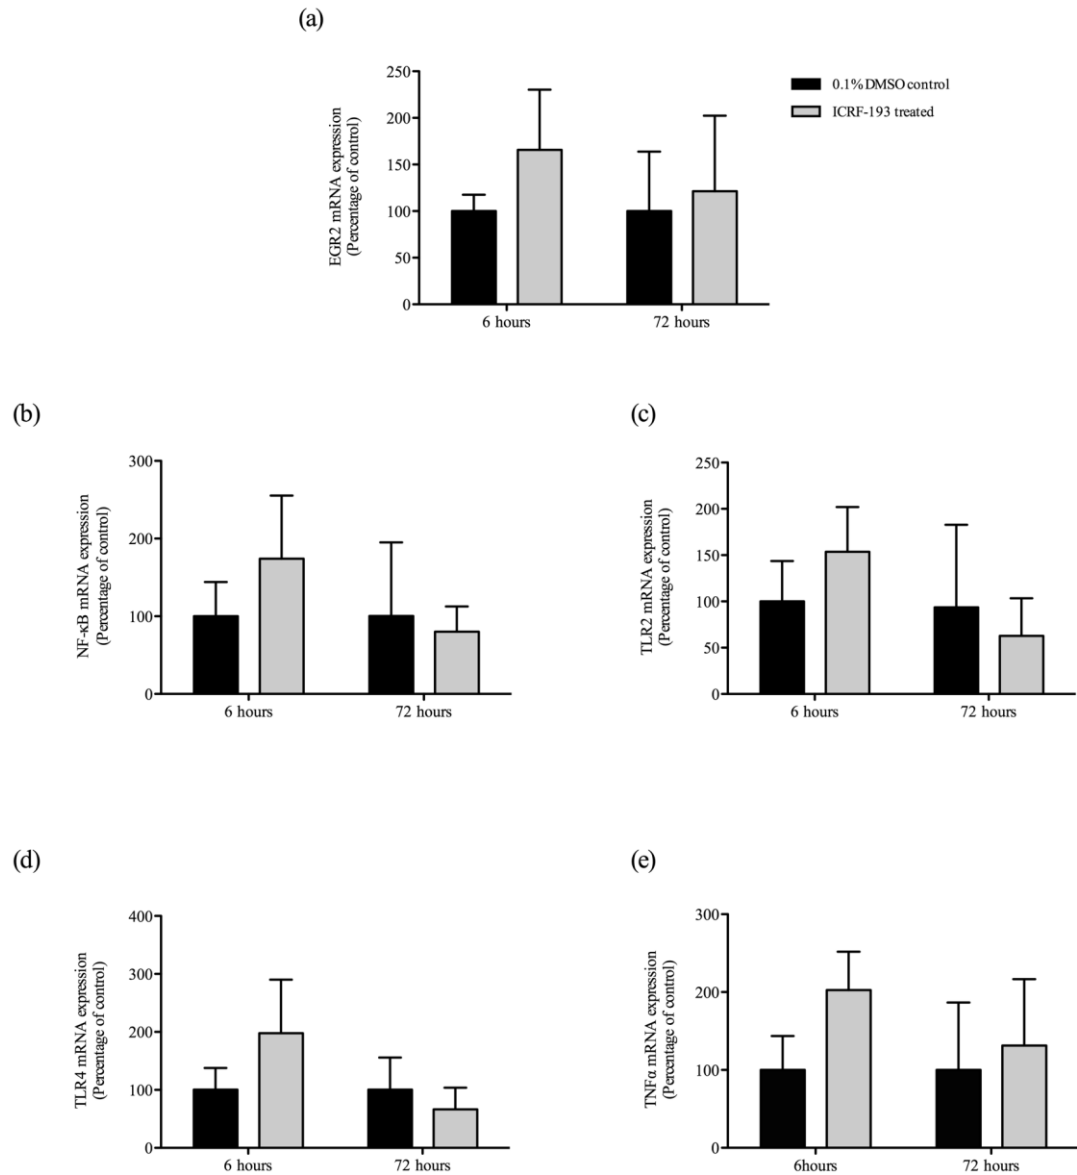 (a)
EGR2 mRNA expression
(Percentage of control)
250
200
150
100
50
0
6 hours
72 hours
0.1%DMSO control
ICRF-193 treated
(b)
NF-κB mRNA expression
(Percentage of control)
300
200
100
0
6 hours
72 hours
(c)
TLR2 mRNA expression
(Percentage of control)
250
200
150
100
50
0
6 hours
72 hours
(d)
TLR4 mRNA expression
(Percentage of control)
400
300
200
100
0
6 hours
72 hours
(e)
TNFα mRNA expression
(Percentage of control)
300
200
100
0
6hours
72 hours